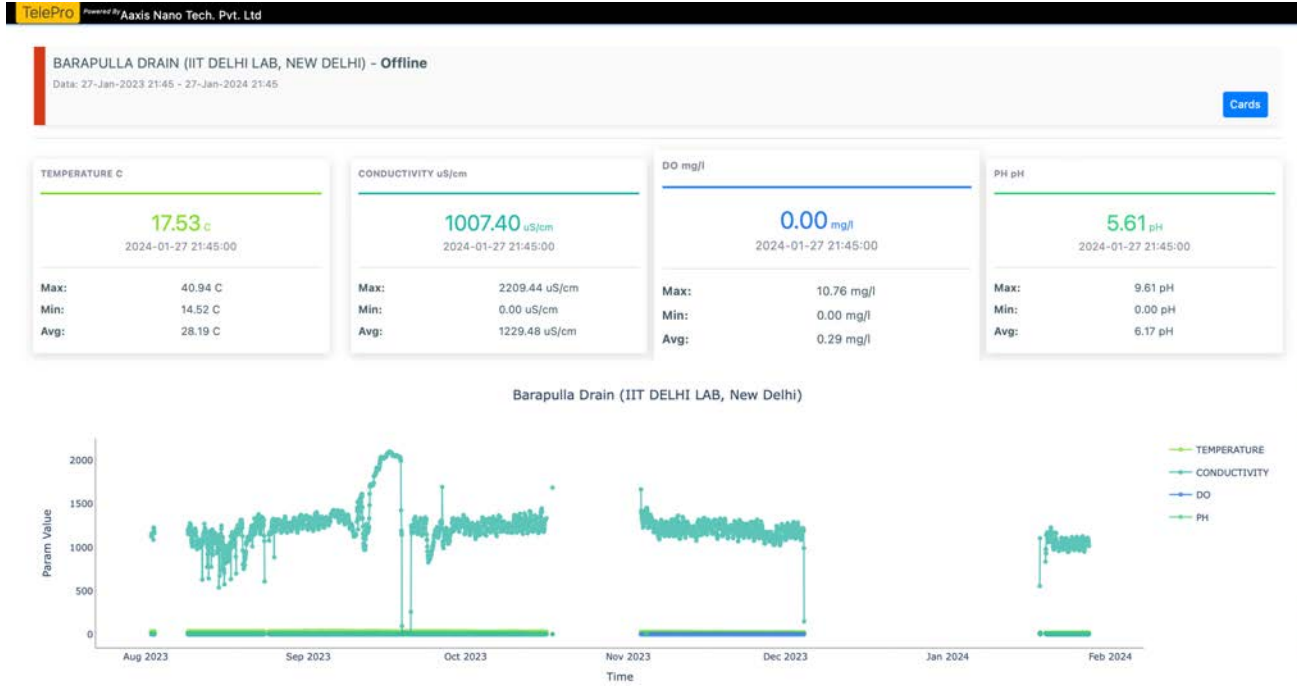 TelePro Powered By Aaxis Nano Tech. Pvt. Ltd
BARAPULLA DRAIN (IIT DELHI LAB, NEW DELHI) - Offline
Data: 27-Jan-2023 21:45 - 27-Jan-2024 21:45
Cards
TEMPERATURE C
17.53 C
2024-01-27 21:45:00
Max: 40.94 C
Min: 14.52 C
Avg: 28.19 C
CONDUCTIVITY uS/cm
1007.40 uS/cm
2024-01-27 21:45:00
Max: 2209.44 uS/cm
Min: 0.00 uS/cm
Avg: 1229.48 uS/cm
DO mg/l
0.00 mg/l
2024-01-27 21:45:00
Max: 10.76 mg/l
Min: 0.00 mg/l
Avg: 0.29 mg/l
PH pH
5.61 pH
2024-01-27 21:45:00
Max: 9.61 pH
Min: 0.00 pH
Avg: 6.17 pH
Barapulla Drain (IIT DELHI LAB, New Delhi)
Param Value
2000
1500
1000
500
0
Aug 2023 Sep 2023 Oct 2023 Nov 2023 Dec 2023 Jan 2024 Feb 2024
Time
TEMPERATURE
CONDUCTIVITY
DO
PH